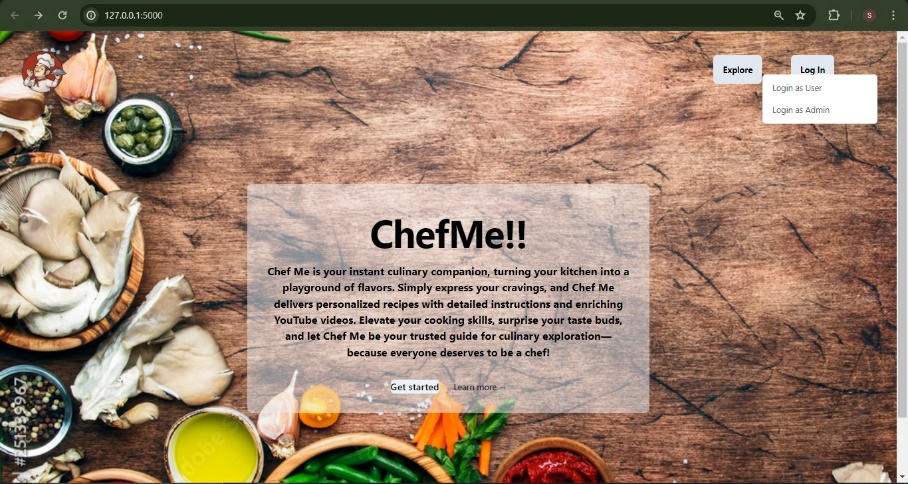 127.0.0.1:5000
S
Explore
Log In
Login as User
Login as Admin
ChefMe!!
Chef Me is your instant culinary companion, turning your kitchen into a
playground of flavors. Simply express your cravings, and Chef Me
delivers personalized recipes with detailed instructions and enriching
YouTube videos. Elevate your cooking skills, surprise your taste buds,
and let Chef Me be your trusted guide for culinary exploration—
because everyone deserves to be a chef!
Get started
Learn more →
#251339967